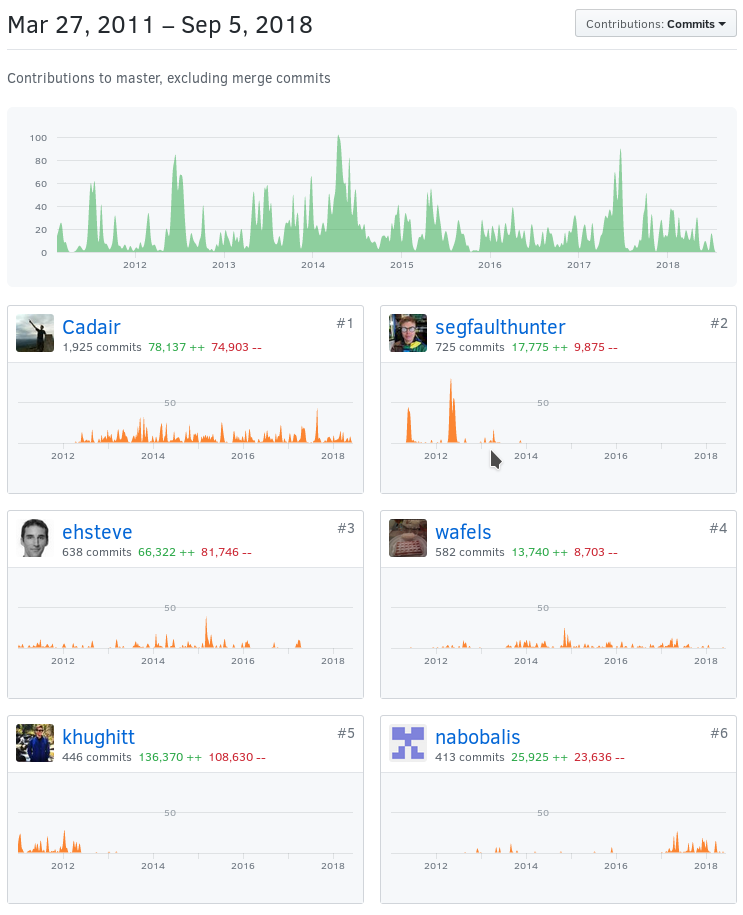 Mar 27, 2011 – Sep 5, 2018
Contributions: Commits
Contributions to master, excluding merge commits
100
80
60
40
20
0
2012 2013 2014 2015 2016 2017 2018
Cadair #1
1,925 commits 78,137 ++ 74,903 --
50
2012 2014 2016 2018
segfaulthunter #2
725 commits 17,775 ++ 9,875 --
50
2012 2014 2016 2018
ehsteve #3
638 commits 66,322 ++ 81,746 --
50
2012 2014 2016 2018
wafels #4
582 commits 13,740 ++ 8,703 --
50
2012 2014 2016 2018
khughitt #5
446 commits 136,370 ++ 108,630 --
50
2012 2014 2016 2018
nabobalis #6
413 commits 25,925 ++ 23,636 --
50
2012 2014 2016 2018